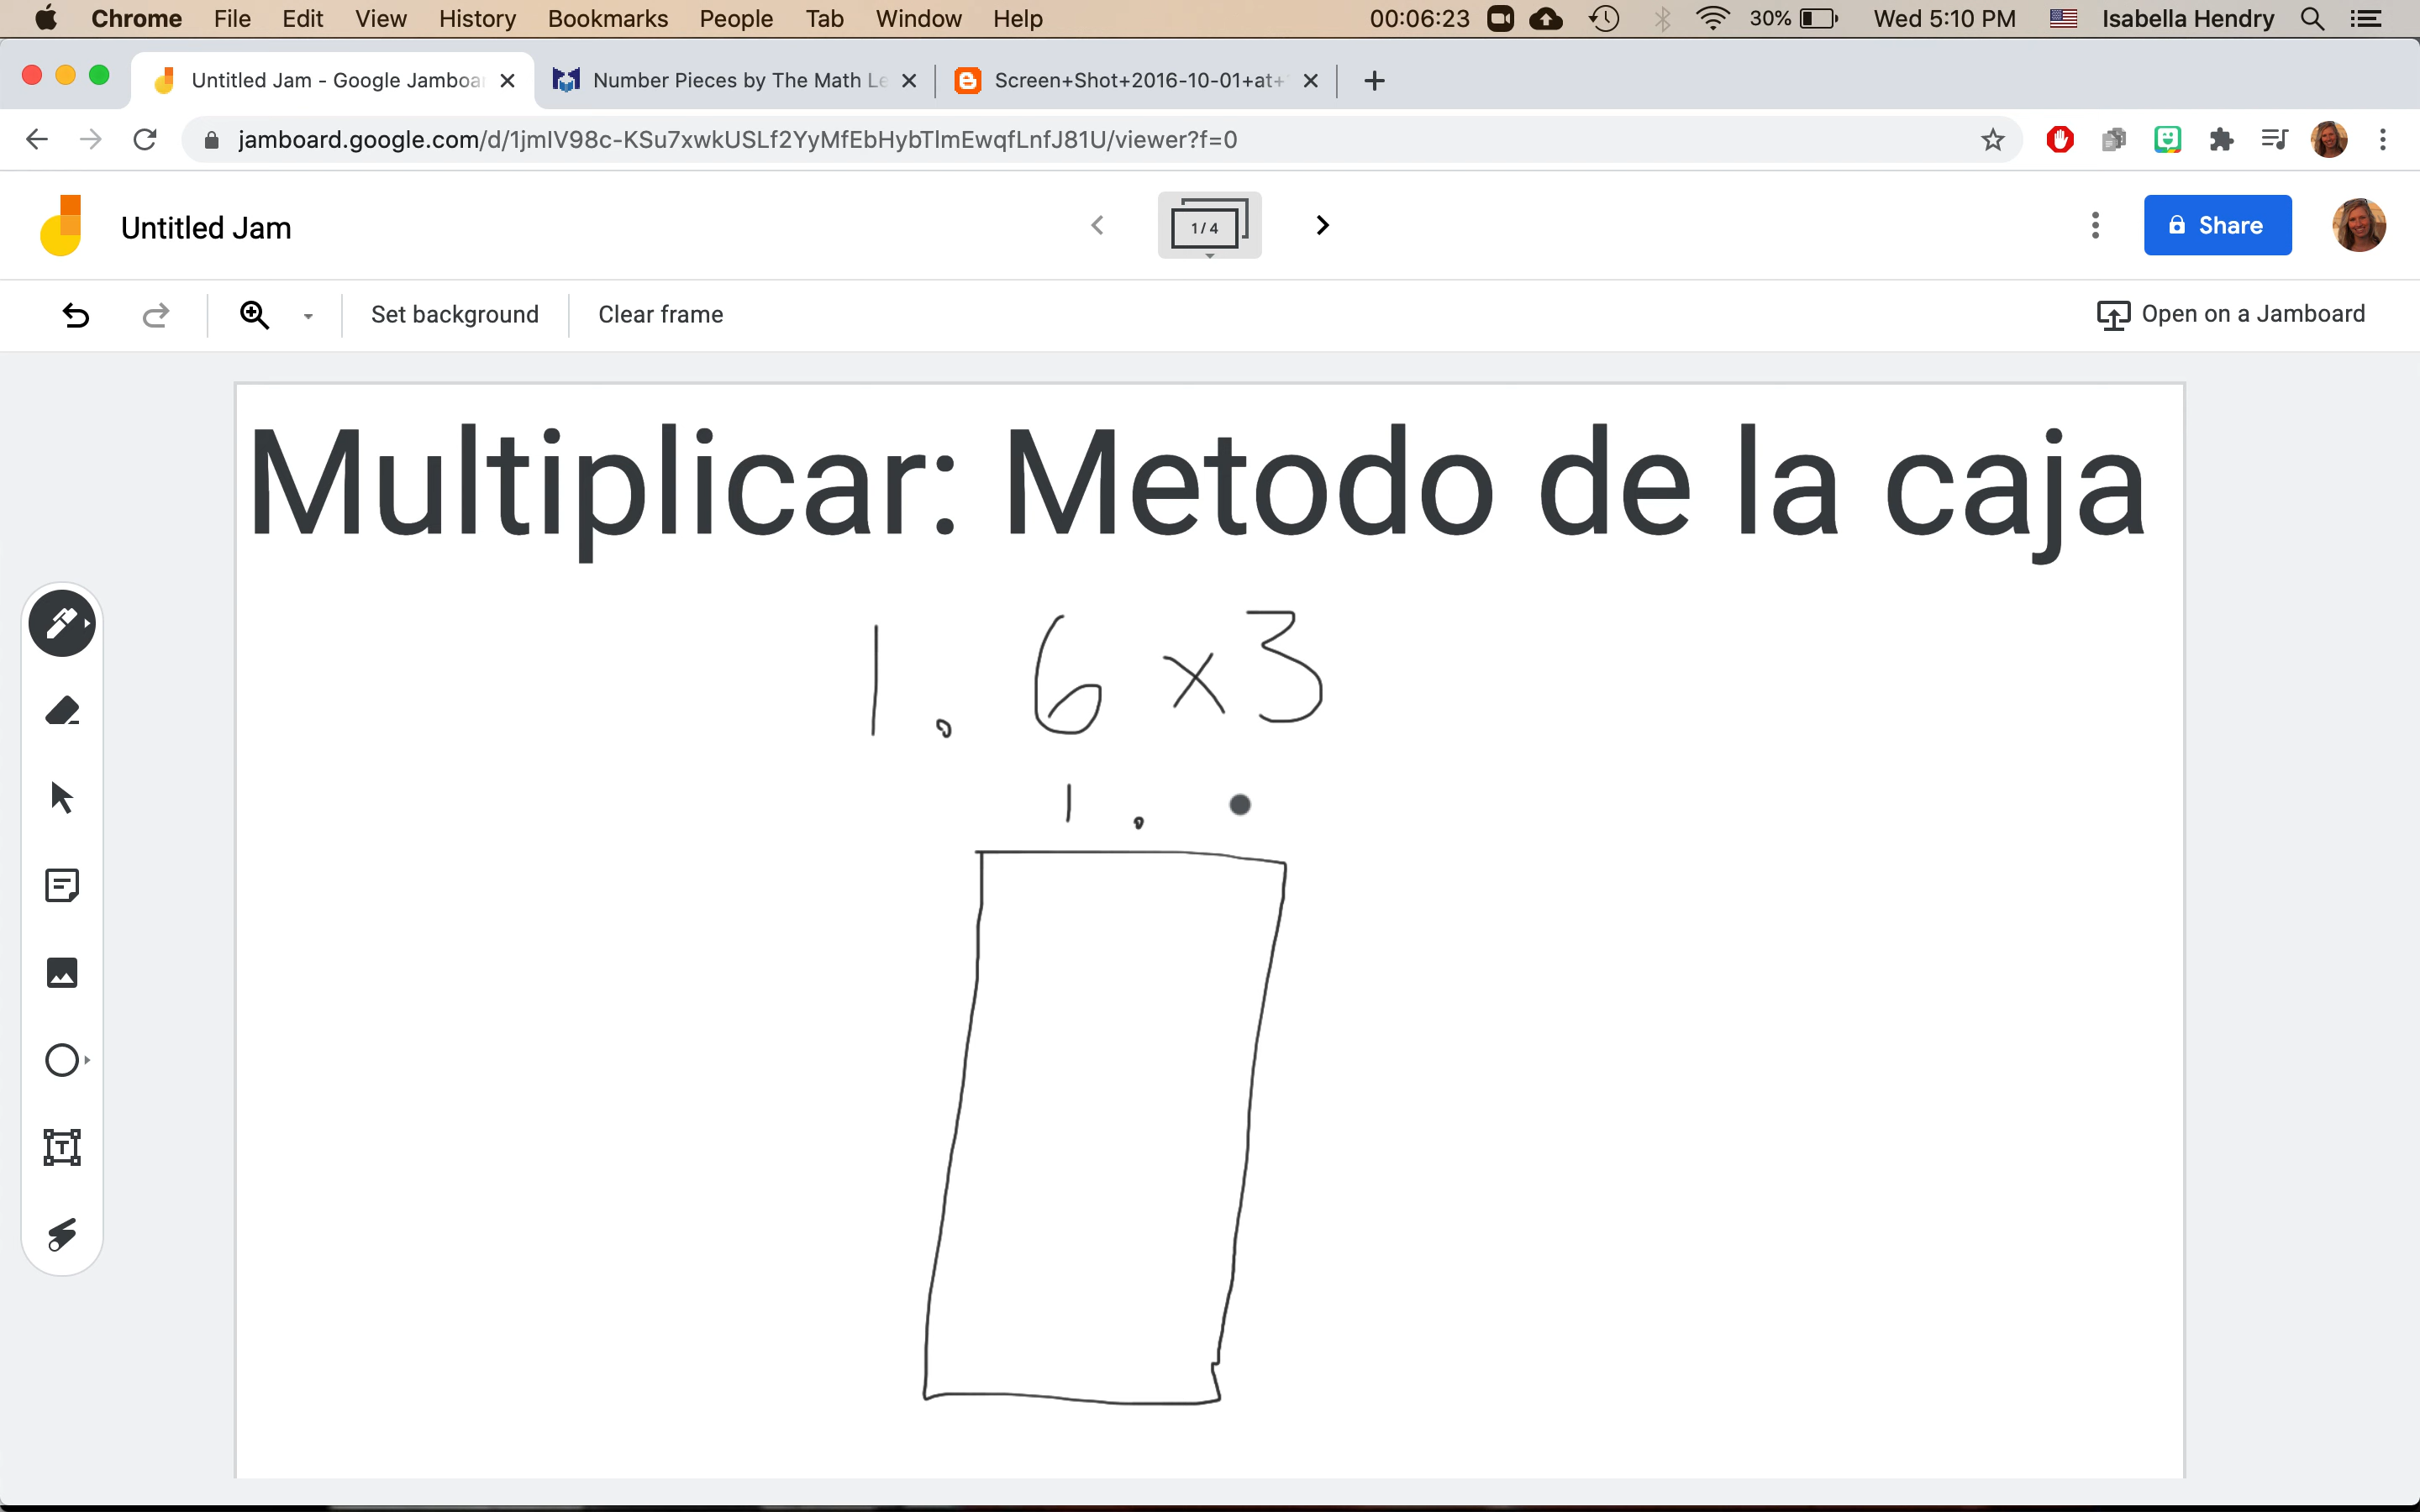 Chrome File Edit View History Bookmarks People Tab Window Help 00:06:23 30% Wed 5:10 PM Isabella Hendry
Untitled Jam - Google Jamboar Number Pieces by The Math Le Screen+Shot+2016-10-01+at+
jamboard.google.com/d/1jmIV98c-KSu7xwkUSLf2YyMfEbHybTlmEwqfLnfJ81U/viewer?f=0
Untitled Jam 1/4 Share
Set background Clear frame Open on a Jamboard
Multiplicar: Metodo de la caja
1. 6 x 3
1 .